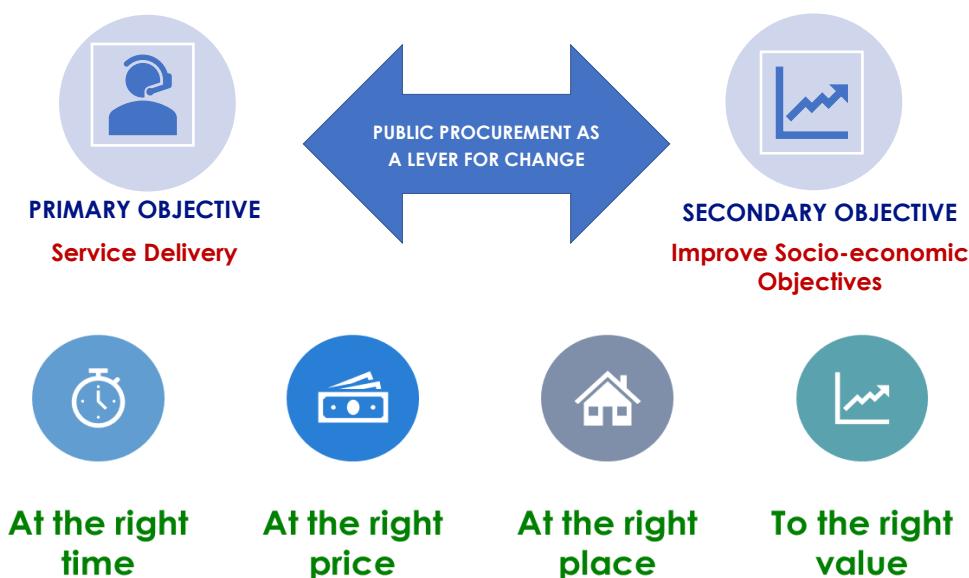 PUBLIC PROCUREMENT AS
A LEVER FOR CHANGE
PRIMARY OBJECTIVE
Service Delivery
SECONDARY OBJECTIVE
Improve Socio-economic
Objectives
At the right
time
At the right
price
At the right
place
To the right
value